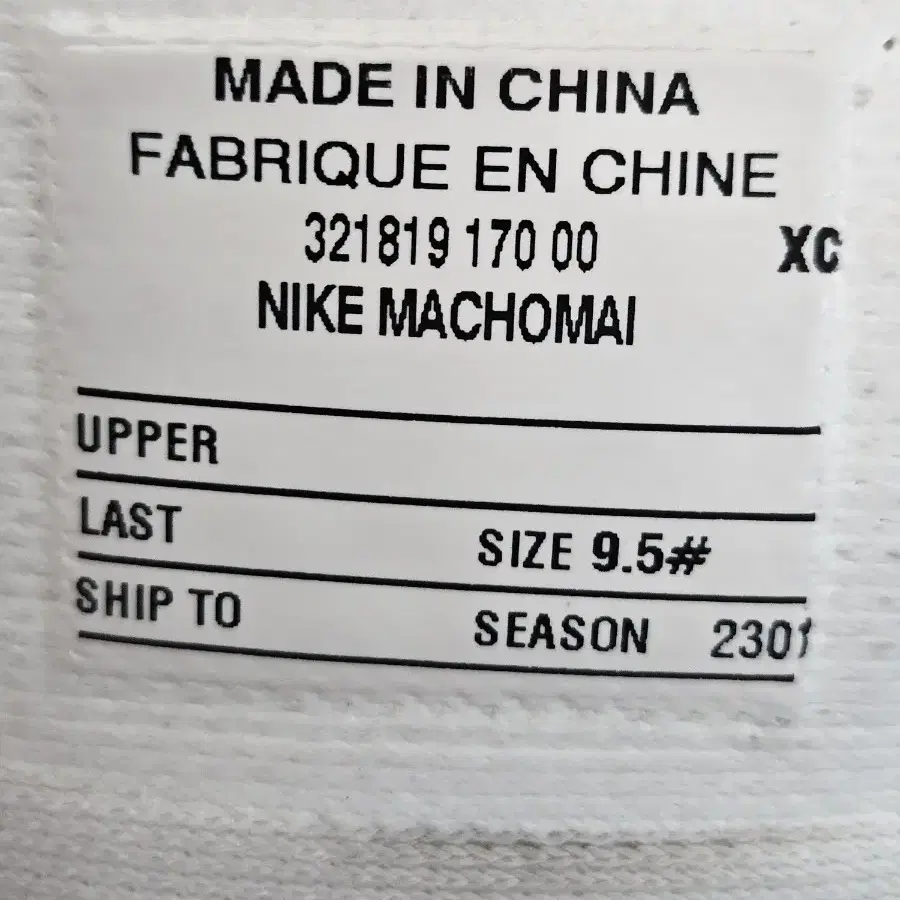 MADE IN CHINA
FABRIQUE EN CHINE
321819 170 00 XC
NIKE MACHOMAI
UPPER
LAST SIZE 9.5#
SHIP TO SEASON 2301